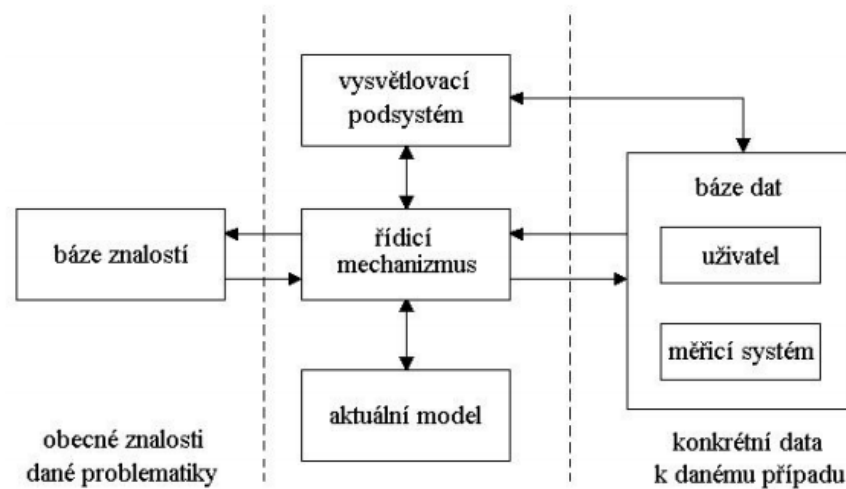 vysvětlovací
podsystém
báze dat
báze znalostí
řídicí
mechanizmus
uživatel
měřicí systém
aktuální model
obecné znalosti
dané problematiky
konkrétní data
k danému případu